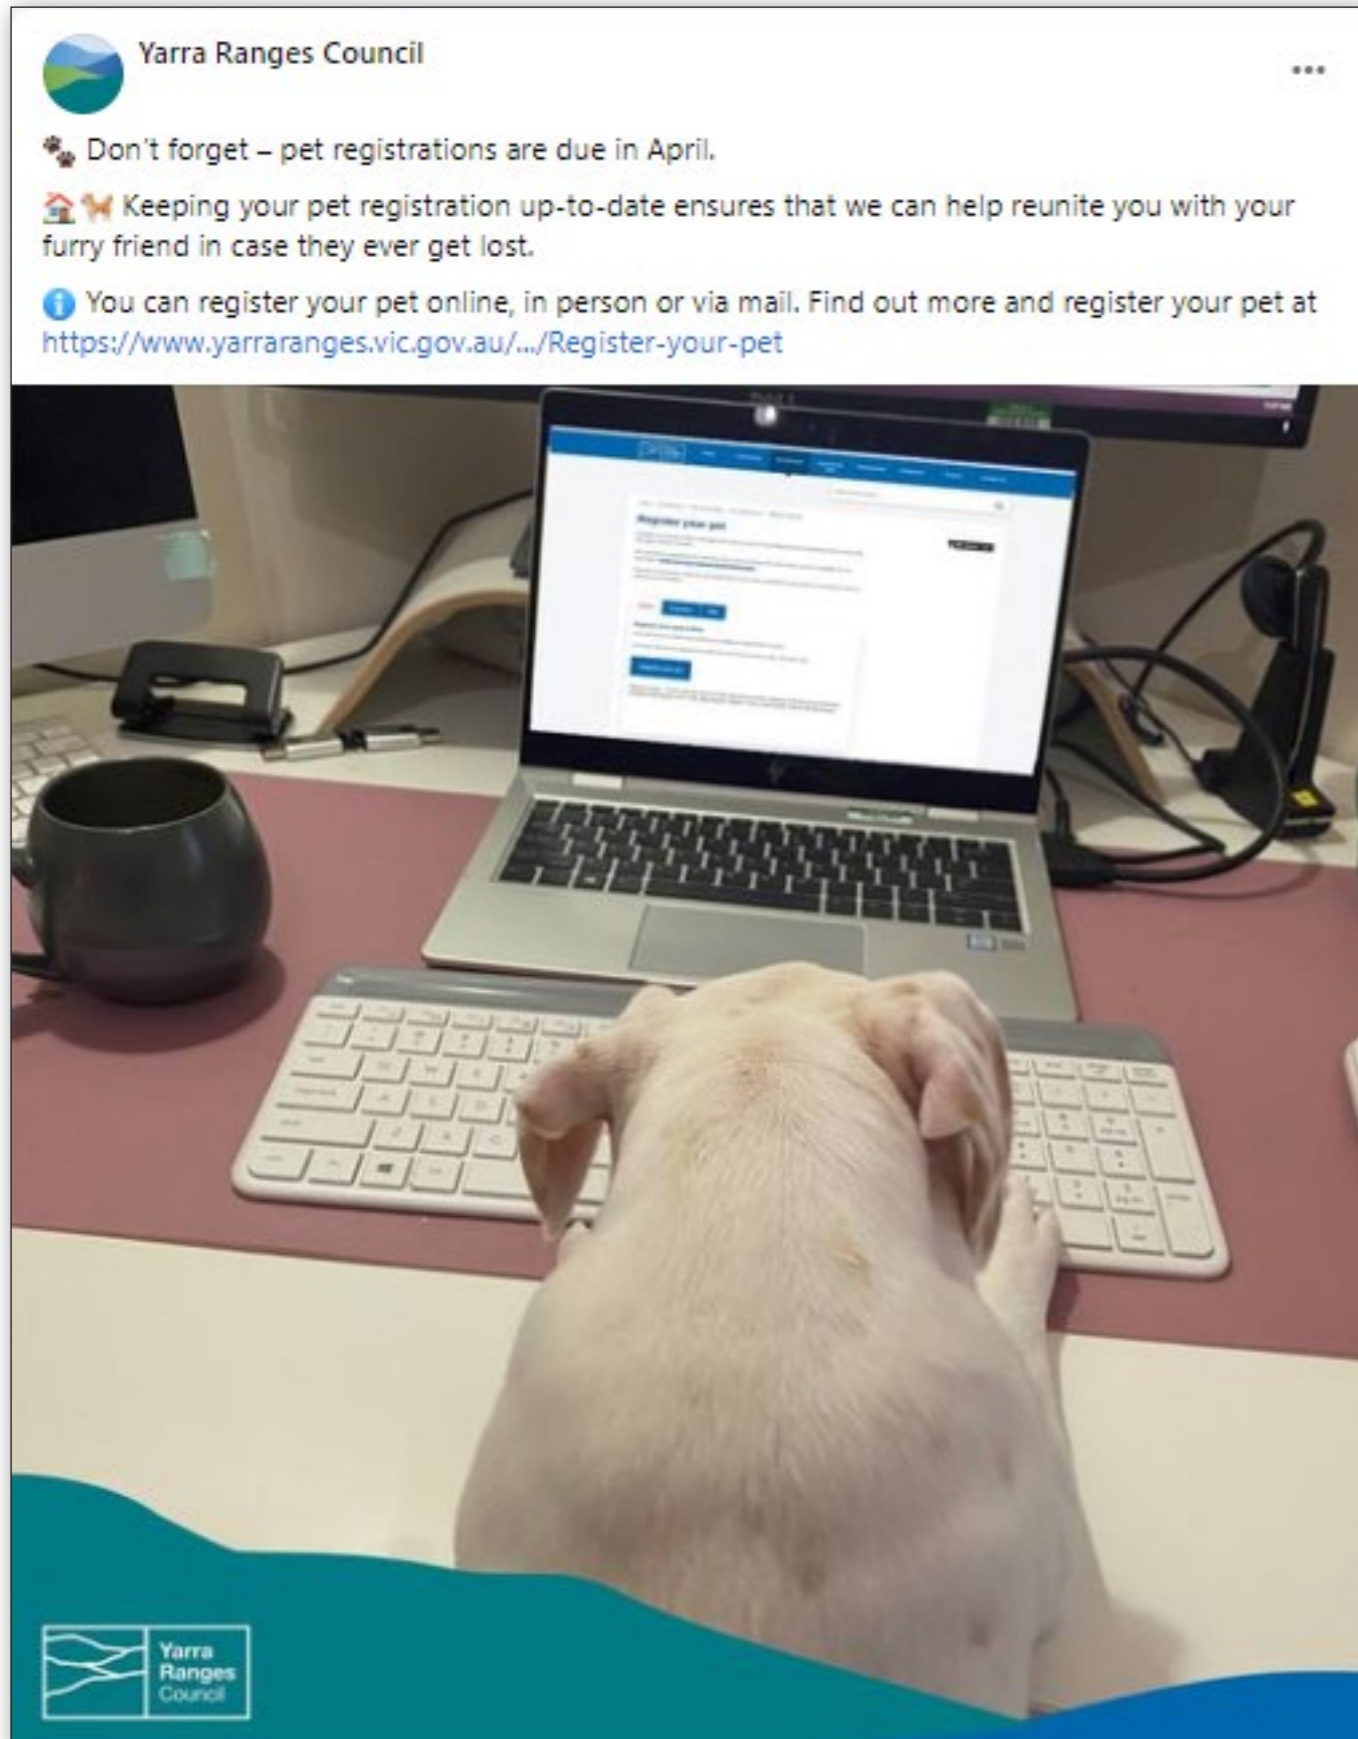 Yarra Ranges Council
🐾 Don't forget – pet registrations are due in April.
🏠🐕 Keeping your pet registration up-to-date ensures that we can help reunite you with your
furry friend in case they ever get lost.
ℹ️ You can register your pet online, in person or via mail. Find out more and register your pet at
https://www.yarraranges.vic.gov.au/.../Register-your-pet
Register your pet
Yarra
Ranges
Council